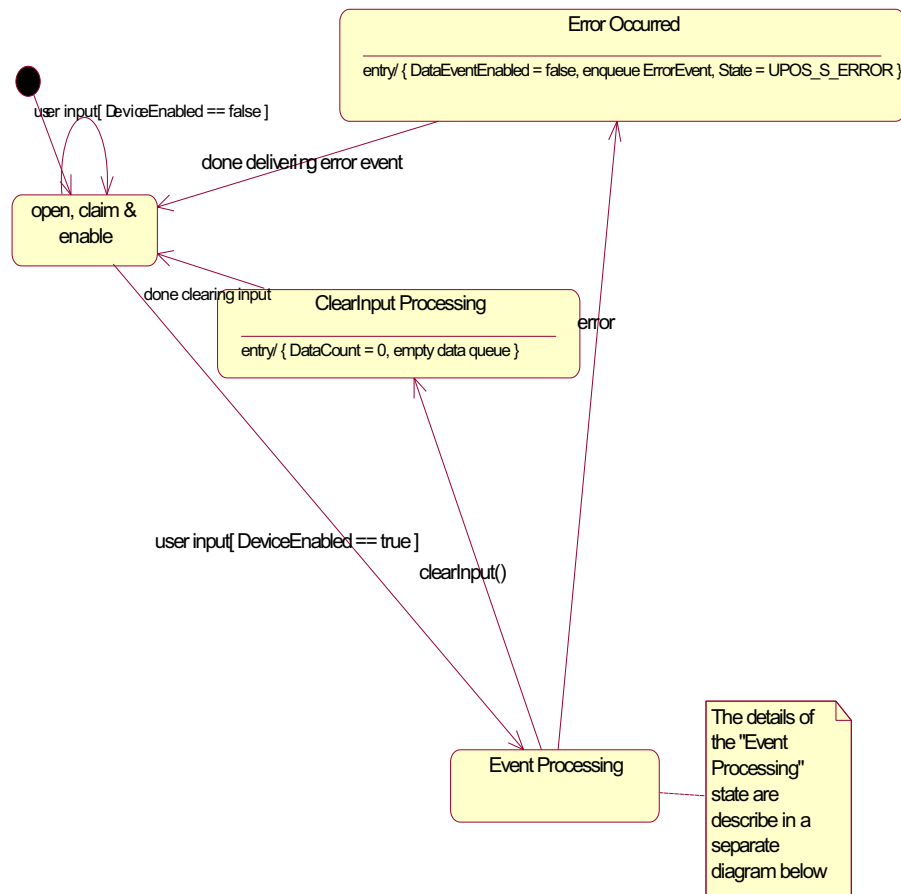 Error Occurred
entry/ { DataEventEnabled = false, enqueue ErrorEvent, State = UPOS_S_ERROR }
user input[ DeviceEnabled == false ]
done delivering error event
open, claim &
enable
done clearing input
ClearInput Processing
entry/ { DataCount = 0, empty data queue }
error
user input[ DeviceEnabled == true ]
clearInput()
Event Processing
The details of
the "Event
Processing"
state are
describe in a
separate
diagram below